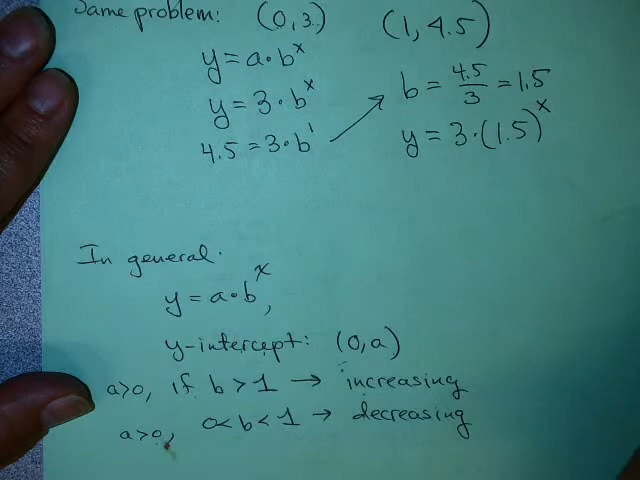 Same problem: (0,3) (1,4.5)
y=a·b^x
y=3·b^x
4.5=3·b^1
b = 4.5/3 = 1.5
y = 3·(1.5)^x
In general:
y=a·b^x,
y-intercept: (0,a)
a>0, if b>1 → increasing
a>0, 0<b<1 → decreasing